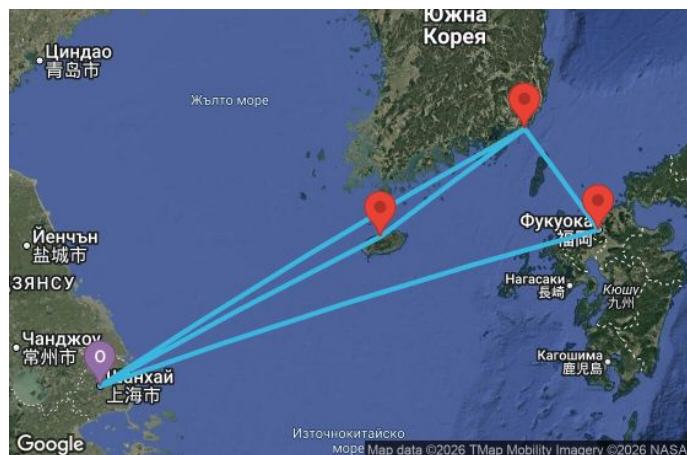 Южна
Корея
Циндао
青岛市
Жълто море
Фукуока
福岡
Йенчън
盐城市
Нагасаки
長崎
Кюшу
九州
ДЗЯНСУ
Чанджоу
常州市
O
Шанхай
上海市
Кагошима
鹿児島
Източнокитайско
море
Google
Map data ©2026 TMap Mobility Imagery ©2026 NASA